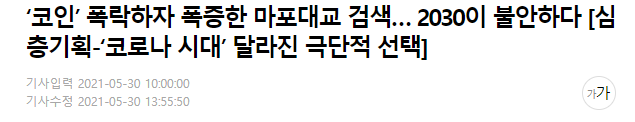 ‘코인’ 폭락하자 폭증한 마포대교 검색… 2030이 불안하다 [심
층기획-‘코로나 시대’ 달라진 극단적 선택]
기사입력 2021-05-30 10:00:00
기사수정 2021-05-30 13:55:50
가가